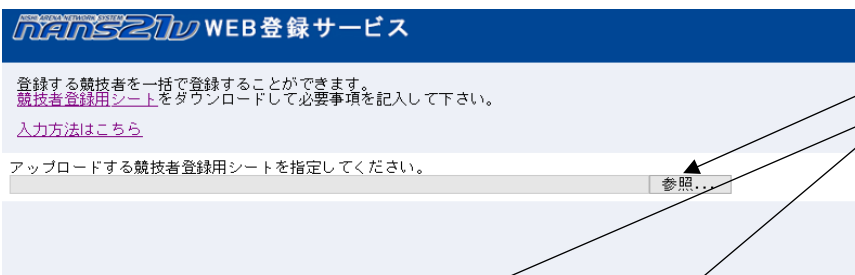 NISHI ARENA NETWORK SYSTEM
NANS21V WEB登録サービス
登録する競技者を一括で登録することができます。
競技者登録用シートをダウンロードして必要事項を記入して下さい。
入力方法はこちら
アップロードする競技者登録用シートを指定してください。
参照...